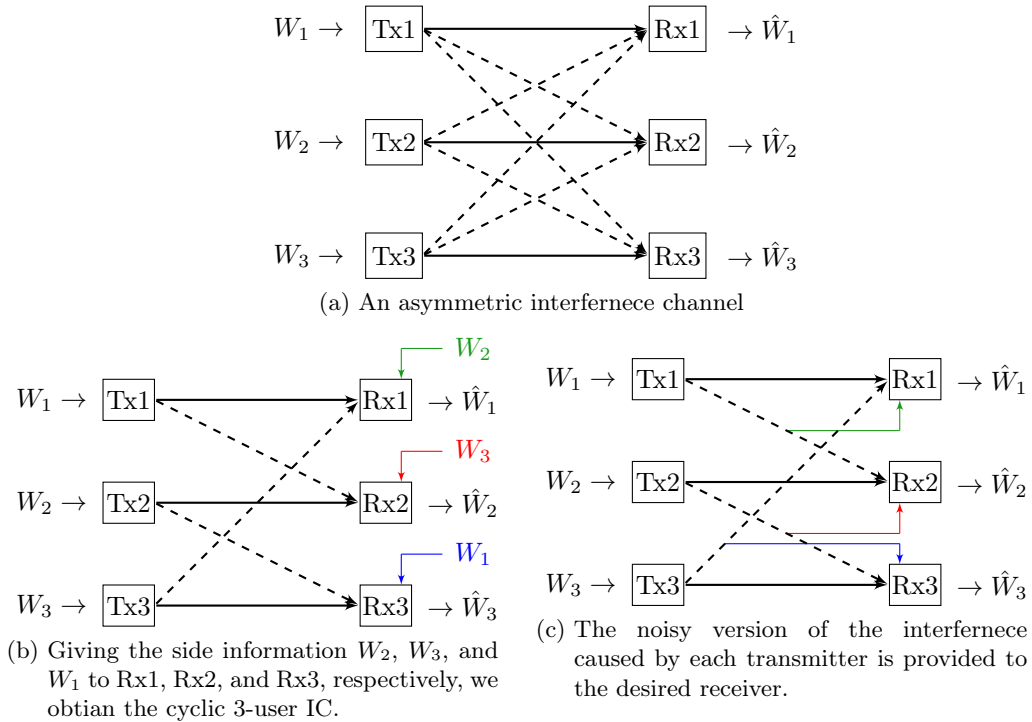 W₁ → Tx1 Rx1 → Ŵ₁
W₂ → Tx2 Rx2 → Ŵ₂
W₃ → Tx3 Rx3 → Ŵ₃
(a) An asymmetric interfernece channel
W₂
W₁ → Tx1 Rx1 → Ŵ₁
W₃
W₂ → Tx2 Rx2 → Ŵ₂
W₁
W₃ → Tx3 Rx3 → Ŵ₃
(b) Giving the side information W₂, W₃, and
W₁ to Rx1, Rx2, and Rx3, respectively, we
obtian the cyclic 3-user IC.
W₁ → Tx1 Rx1 → Ŵ₁
W₂ → Tx2 Rx2 → Ŵ₂
W₃ → Tx3 Rx3 → Ŵ₃
(c) The noisy version of the interfernece
caused by each transmitter is provided to
the desired receiver.